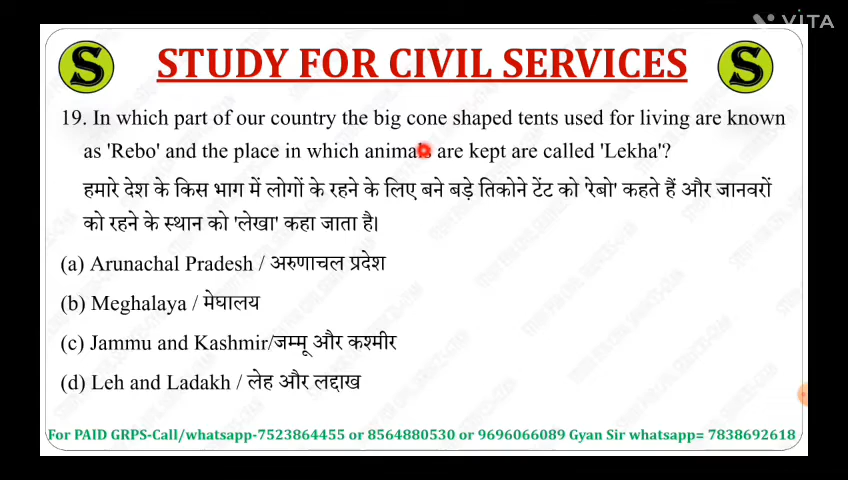 VITA
S STUDY FOR CIVIL SERVICES S
19. In which part of our country the big cone shaped tents used for living are known
as 'Rebo' and the place in which animals are kept are called 'Lekha'?
हमारे देश के किस भाग में लोगों के रहने के लिए बने बड़े तिकोने टेंट को 'रेबो' कहते हैं और जानवरों
को रहने के स्थान को 'लेखा' कहा जाता है।
(a) Arunachal Pradesh / अरुणाचल प्रदेश
(b) Meghalaya / मेघालय
(c) Jammu and Kashmir/जम्मू और कश्मीर
(d) Leh and Ladakh / लेह और लद्दाख
For PAID GRPS-Call/whatsapp-7523864455 or 8564880530 or 9696066089 Gyan Sir whatsapp= 7838692618